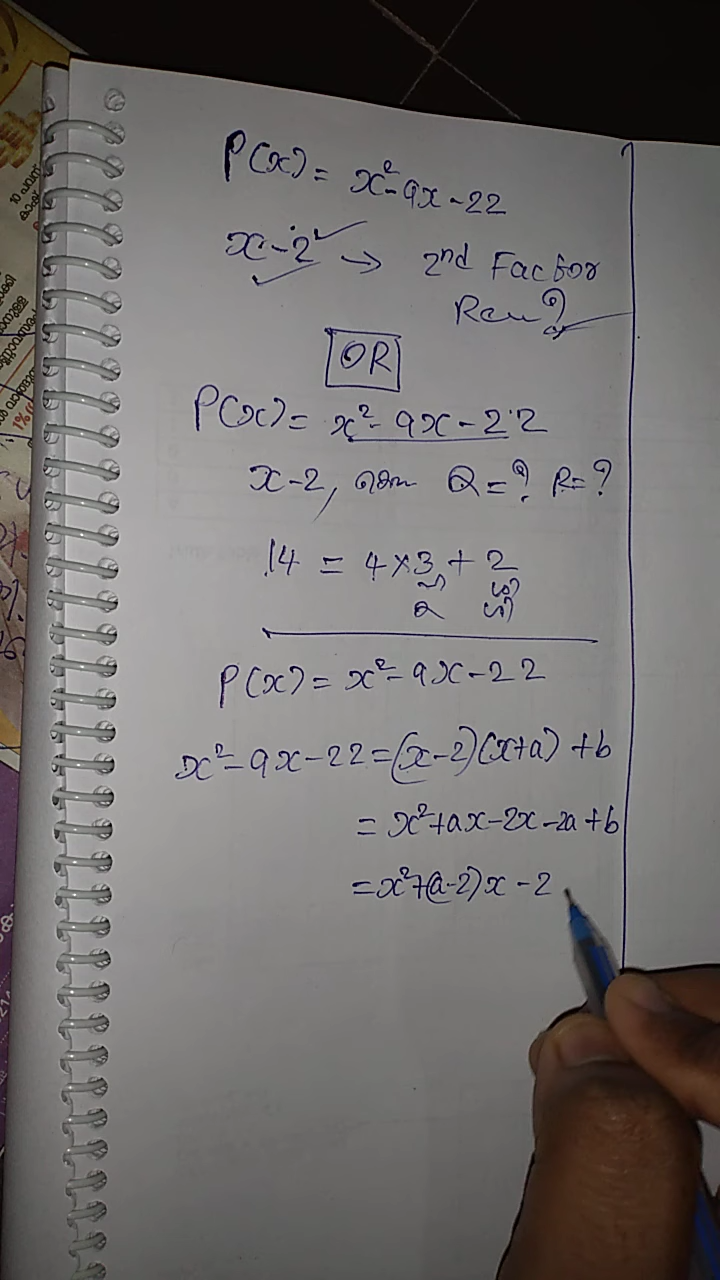 P(x) = x²-9x-22
x-2 → 2nd Factor
Rem?
OR
P(x) = x²-9x-22
x-2, Q=? R=?
14 = 4×3+2
P(x) = x²-9x-22
x²-9x-22=(x-2)(x+a)+b
= x²+ax-2x-2a+b
=x²+(a-2)x-2